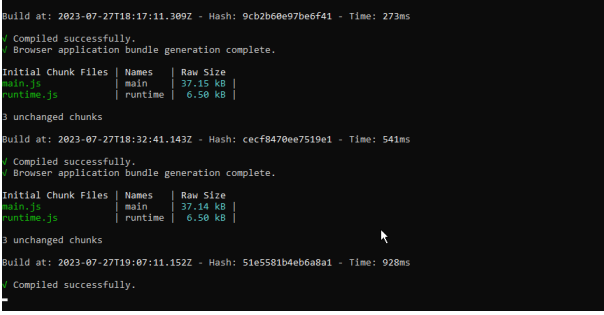 Build at: 2023-07-27T18:17:11.309Z - Hash: 9cb2b60e97be6f41 - Time: 273ms
√ Compiled successfully.
√ Browser application bundle generation complete.
Initial Chunk Files | Names | Raw Size
main.js | main | 37.15 kB |
runtime.js | runtime | 6.50 kB |
3 unchanged chunks
Build at: 2023-07-27T18:32:41.143Z - Hash: cecf8470ee7519e1 - Time: 541ms
√ Compiled successfully.
√ Browser application bundle generation complete.
Initial Chunk Files | Names | Raw Size
main.js | main | 37.14 kB |
runtime.js | runtime | 6.50 kB |
3 unchanged chunks
Build at: 2023-07-27T19:07:11.152Z - Hash: 51e5581b4eb6a8a1 - Time: 928ms
√ Compiled successfully.